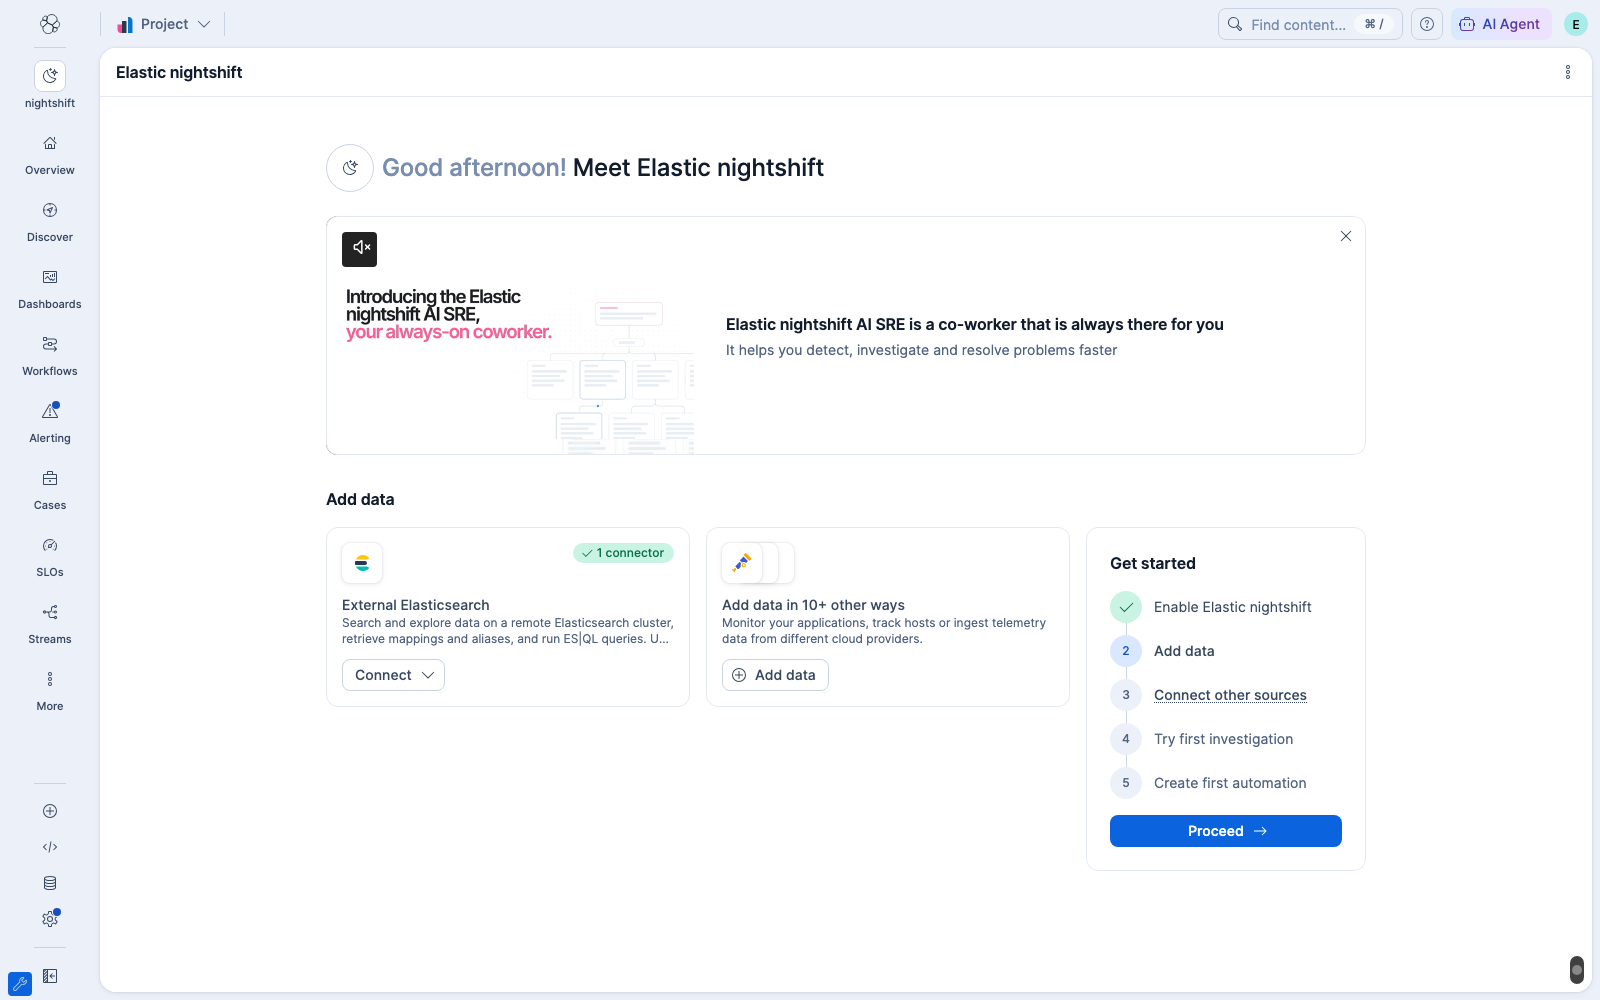 Project
Find content...
⌘ /
AI Agent
E
nightshift
Overview
Discover
Dashboards
Workflows
Alerting
Cases
SLOs
Streams
More
Elastic nightshift
Good afternoon! Meet Elastic nightshift
Introducing the Elastic
nightshift AI SRE,
your always-on coworker.
Elastic nightshift AI SRE is a co-worker that is always there for you
It helps you detect, investigate and resolve problems faster
Add data
1 connector
External Elasticsearch
Search and explore data on a remote Elasticsearch cluster,
retrieve mappings and aliases, and run ES|QL queries. U...
Connect
Add data in 10+ other ways
Monitor your applications, track hosts or ingest telemetry
data from different cloud providers.
Add data
Get started
Enable Elastic nightshift
2 Add data
3 Connect other sources
4 Try first investigation
5 Create first automation
Proceed